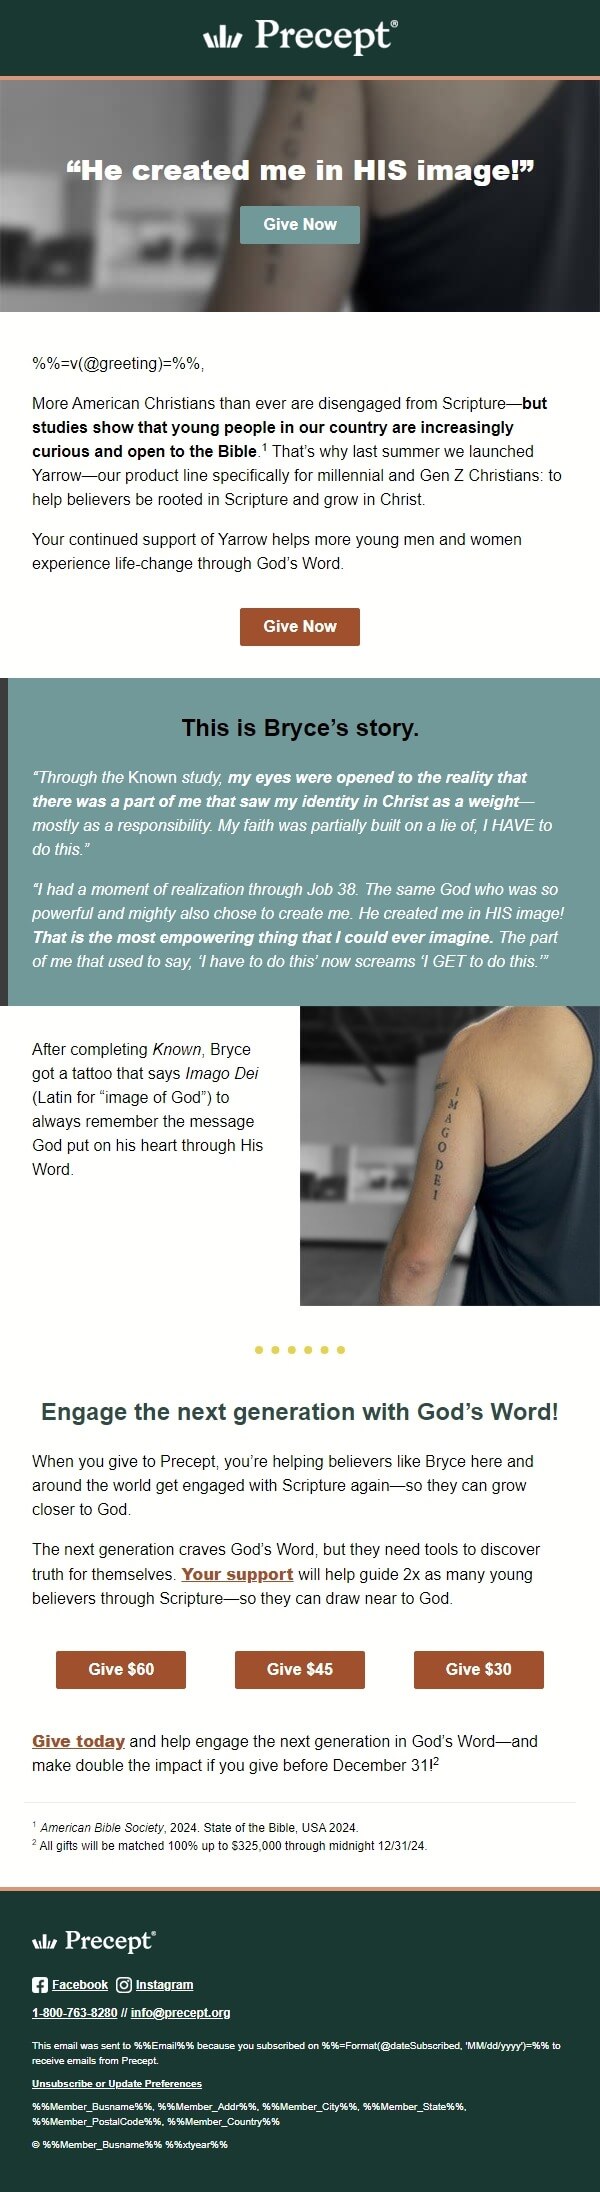 Precept®
“He created me in HIS image!”
Give Now
%%=v(@greeting)=%%,
More American Christians than ever are disengaged from Scripture—but
studies show that young people in our country are increasingly
curious and open to the Bible.1 That’s why last summer we launched
Yarrow—our product line specifically for millennial and Gen Z Christians: to
help believers be rooted in Scripture and grow in Christ.
Your continued support of Yarrow helps more young men and women
experience life-change through God’s Word.
Give Now
This is Bryce’s story.
“Through the Known study, my eyes were opened to the reality that
there was a part of me that saw my identity in Christ as a weight—
mostly as a responsibility. My faith was partially built on a lie of, I HAVE to
do this.”
“I had a moment of realization through Job 38. The same God who was so
powerful and mighty also chose to create me. He created me in HIS image!
That is the most empowering thing that I could ever imagine. The part
of me that used to say, ‘I have to do this’ now screams ‘I GET to do this.’”
After completing Known, Bryce
got a tattoo that says Imago Dei
(Latin for “image of God”) to
always remember the message
God put on his heart through His
Word.
IMAGO DEI
Engage the next generation with God’s Word!
When you give to Precept, you’re helping believers like Bryce here and
around the world get engaged with Scripture again—so they can grow
closer to God.
The next generation craves God’s Word, but they need tools to discover
truth for themselves. Your support will help guide 2x as many young
believers through Scripture—so they can draw near to God.
Give $60 Give $45 Give $30
Give today and help engage the next generation in God’s Word—and
make double the impact if you give before December 31!2
1 American Bible Society, 2024. State of the Bible, USA 2024.
2 All gifts will be matched 100% up to $325,000 through midnight 12/31/24.
Precept®
Facebook Instagram
1-800-763-8280 // info@precept.org
This email was sent to %%Email%% because you subscribed on %%=Format(@dateSubscribed, 'MM/dd/yyyy')=%% to
receive emails from Precept.
Unsubscribe or Update Preferences
%%Member_Busname%%, %%Member_Addr%%, %%Member_City%%, %%Member_State%%,
%%Member_PostalCode%%, %%Member_Country%%
© %%Member_Busname%% %%xtyear%%